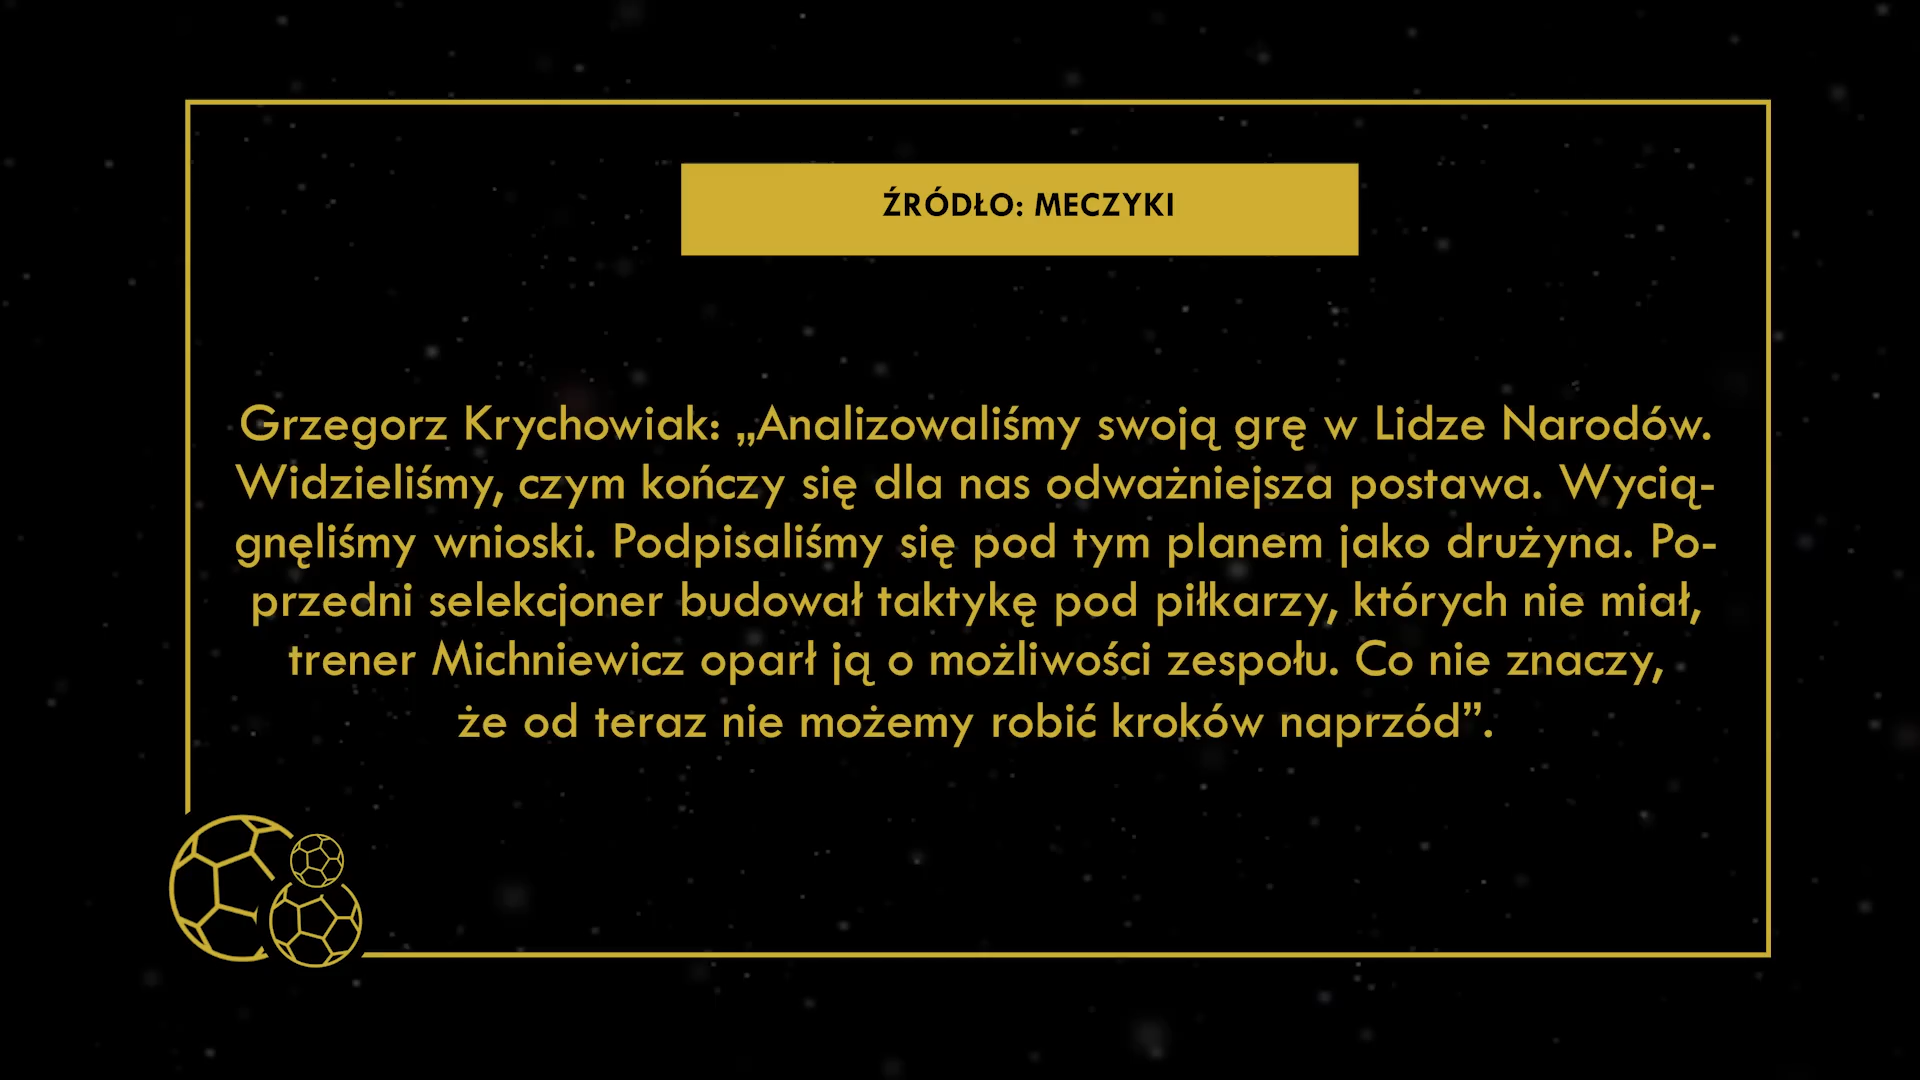 ŹRÓDŁO: MECZYKI
Grzegorz Krychowiak: „Analizowaliśmy swoją grę w Lidze Narodów.
Widzieliśmy, czym kończy się dla nas odważniejsza postawa. Wycią-
gnęliśmy wnioski. Podpisaliśmy się pod tym planem jako drużyna. Po-
przedni selekcjoner budował taktykę pod piłkarzy, których nie miał,
trener Michniewicz oparł ją o możliwości zespołu. Co nie znaczy,
że od teraz nie możemy robić kroków naprzód”.